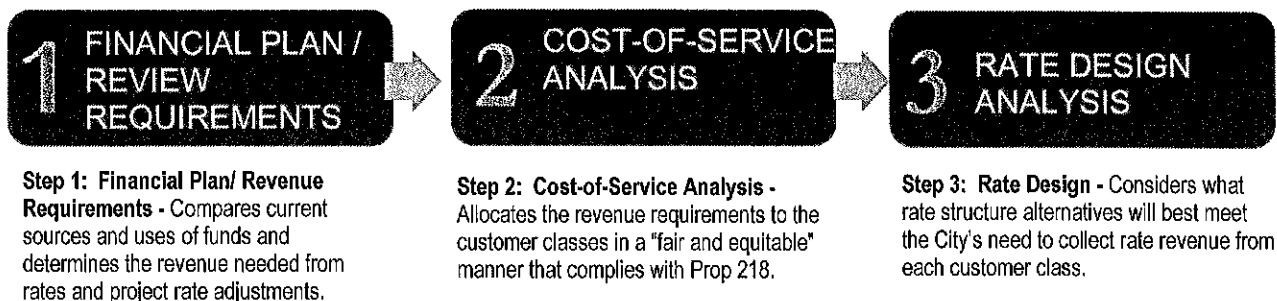 1 FINANCIAL PLAN /
REVIEW
REQUIREMENTS
2 COST-OF-SERVICE
ANALYSIS
3 RATE DESIGN
ANALYSIS
Step 1: Financial Plan/ Revenue
Requirements - Compares current
sources and uses of funds and
determines the revenue needed from
rates and project rate adjustments.
Step 2: Cost-of-Service Analysis -
Allocates the revenue requirements to the
customer classes in a "fair and equitable"
manner that complies with Prop 218.
Step 3: Rate Design - Considers what
rate structure alternatives will best meet
the City's need to collect rate revenue from
each customer class.